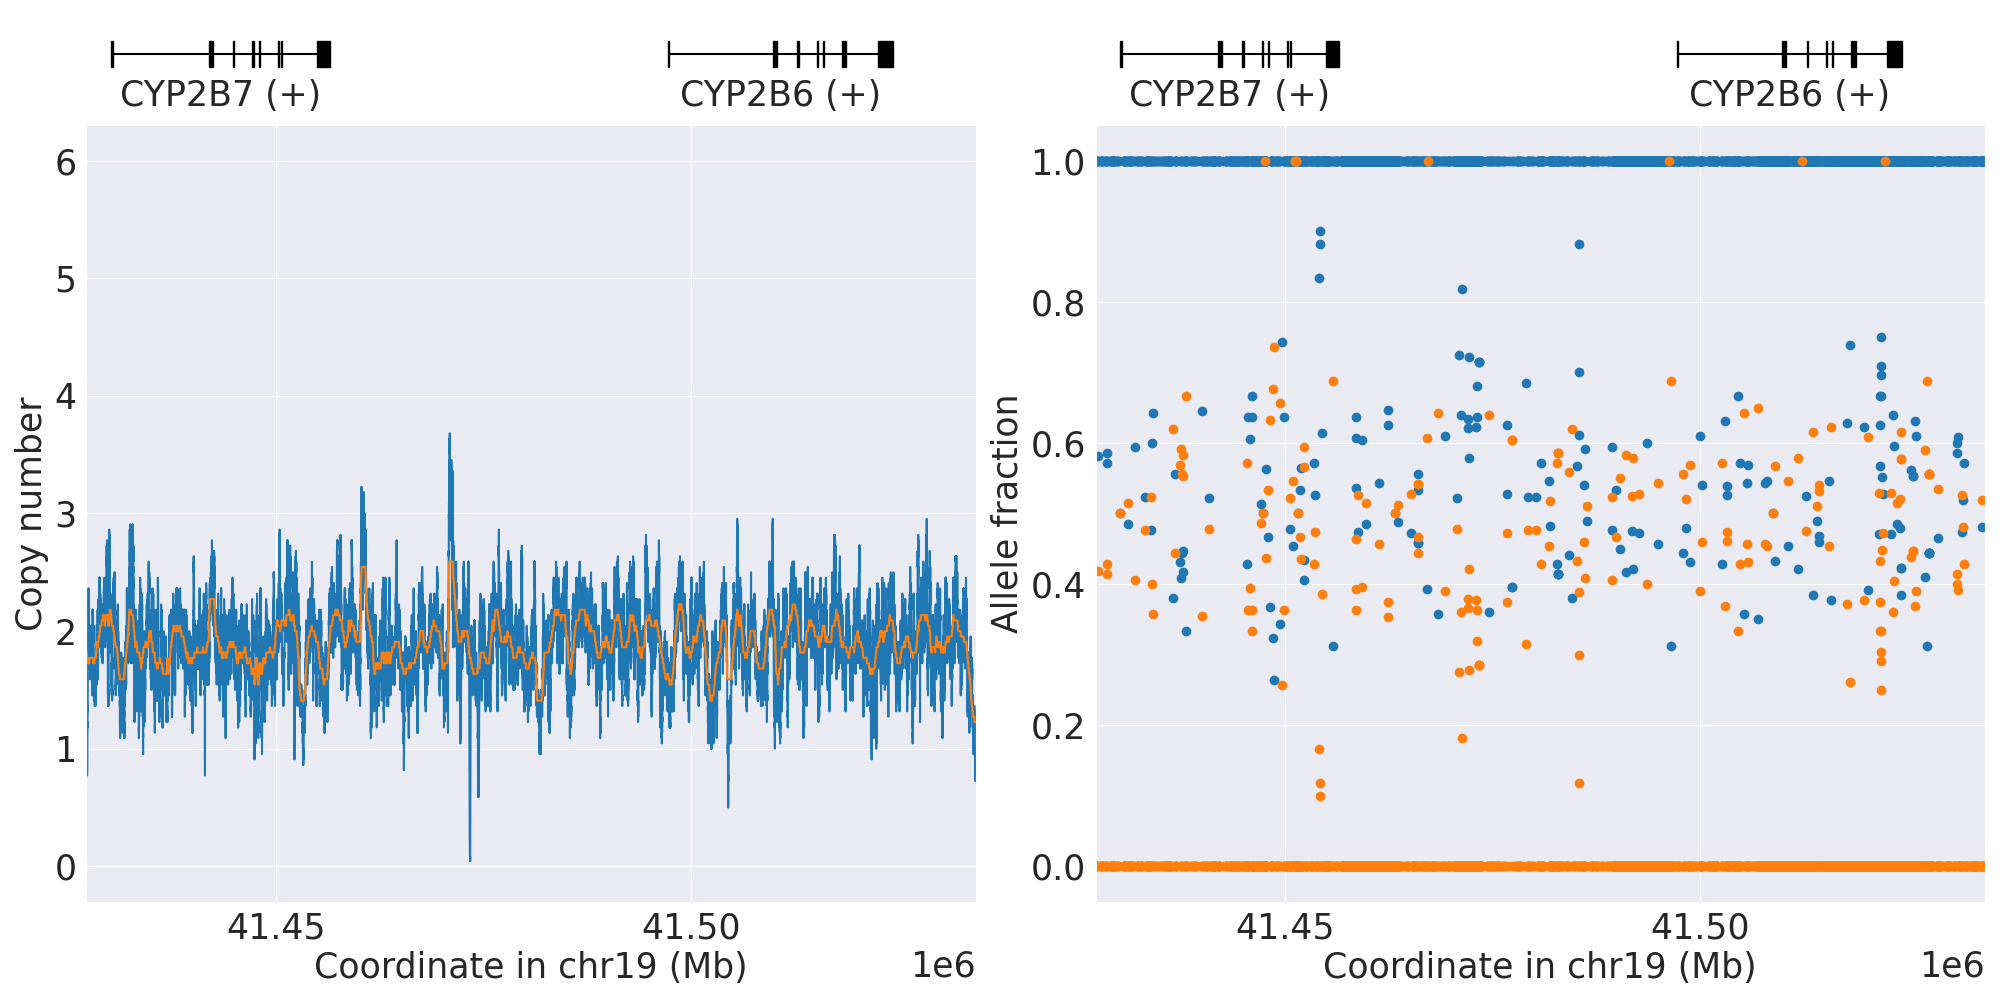 CYP2B7 (+)
CYP2B6 (+)
6
5
4
3
2
1
0
Copy number
41.45
41.50
Coordinate in chr19 (Mb)
1e6
CYP2B7 (+)
CYP2B6 (+)
1.0
0.8
0.6
0.4
0.2
0.0
Allele fraction
41.45
41.50
Coordinate in chr19 (Mb)
1e6